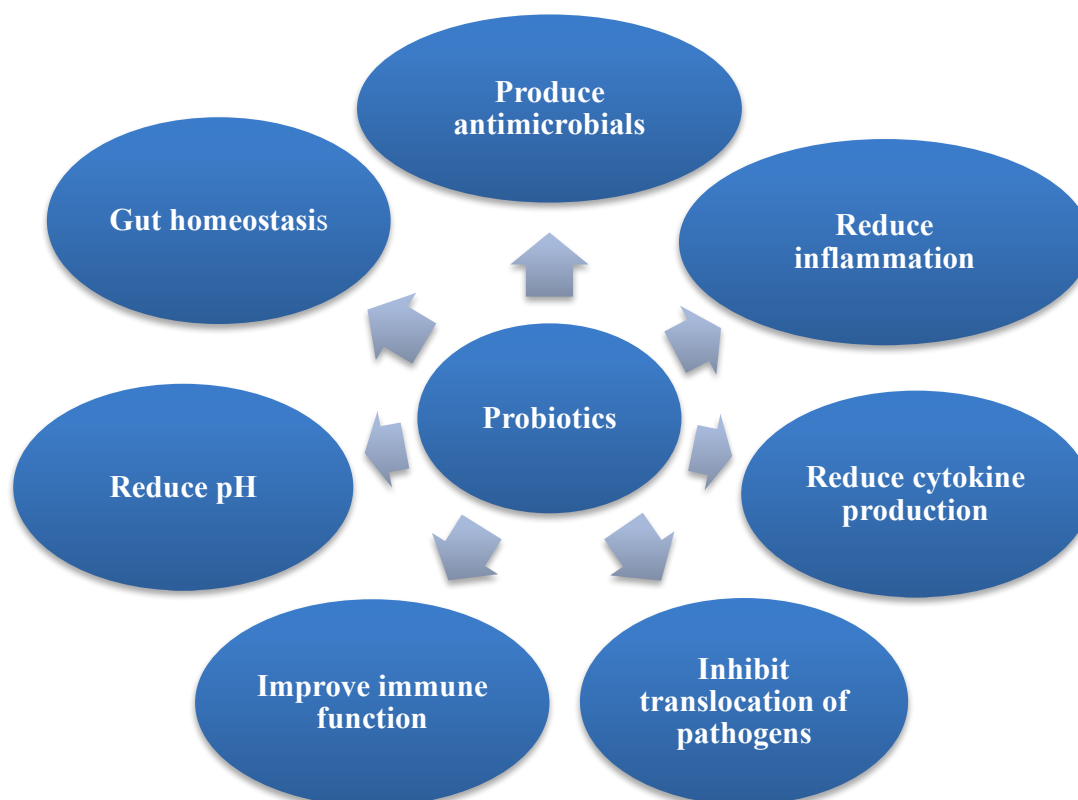 Produce
antimicrobials
Gut homeostasis
Reduce
inflammation
Probiotics
Reduce pH
Reduce cytokine
production
Improve immune
function
Inhibit
translocation of
pathogens